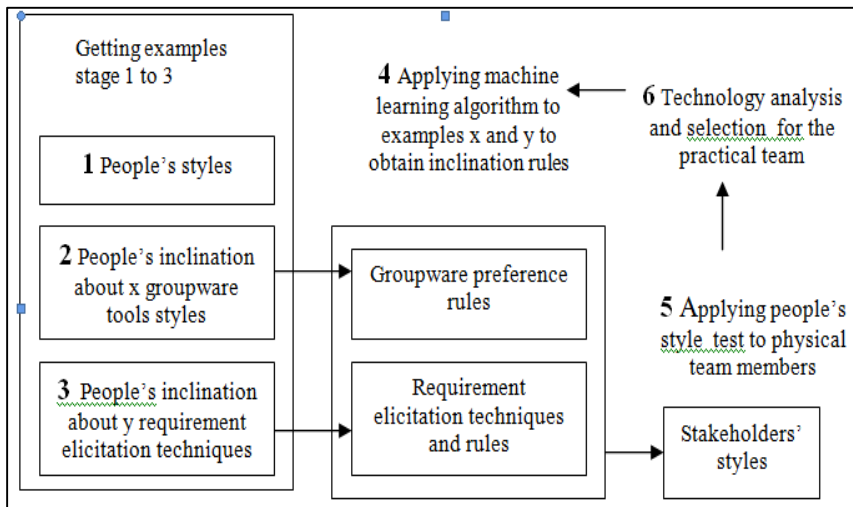 Getting examples
stage 1 to 3
1 People’s styles
2 People’s inclination
about x groupware
tools styles
3 People’s inclination
about y requirement
elicitation techniques
4 Applying machine
learning algorithm to
examples x and y to
obtain inclination rules
Groupware preference
rules
Requirement
elicitation techniques
and rules
6 Technology analysis
and selection for the
practical team
5 Applying people’s
style test to physical
team members
Stakeholders’
styles